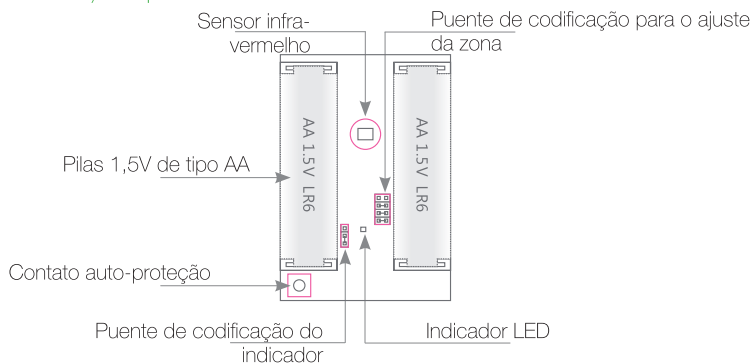 Sensor infra-
vermelho
Puente de codificação para o ajuste
da zona
AA 1.5V LR6
AA 1.5V LR6
Pilas 1,5V de tipo AA
Contato auto-proteção
Puente de codificação do
indicador
Indicador LED